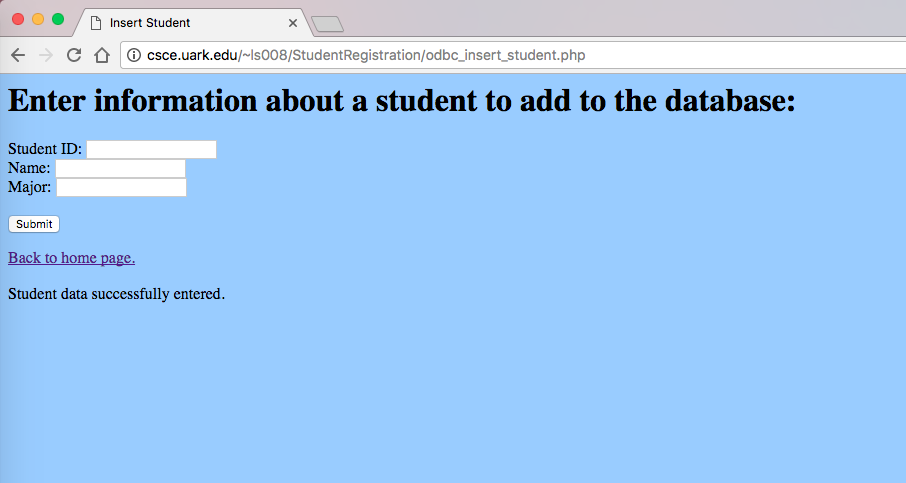 Insert Student
csce.uark.edu/~ls008/StudentRegistration/odbc_insert_student.php
Enter information about a student to add to the database:
Student ID:
Name:
Major:
Submit
Back to home page.
Student data successfully entered.